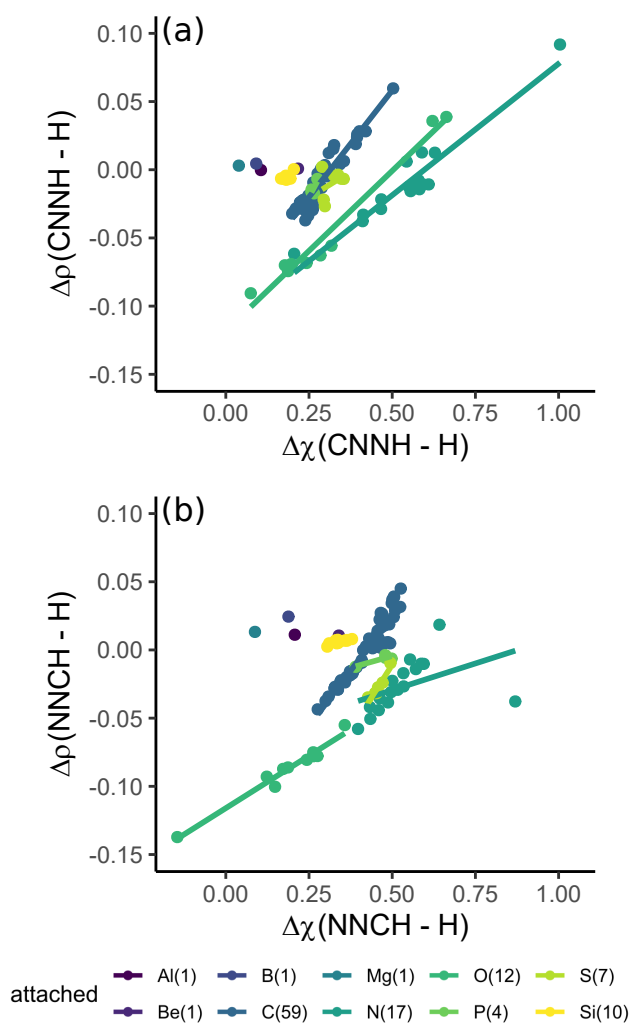 (a)
0.10
0.05
0.00
-0.05
-0.10
-0.15
Δρ(CNNH - H)
0.00 0.25 0.50 0.75 1.00
Δχ(CNNH - H)
(b)
0.10
0.05
0.00
-0.05
-0.10
-0.15
Δρ(NNCH - H)
0.00 0.25 0.50 0.75 1.00
Δχ(NNCH - H)
attached
Al(1) B(1) Mg(1) O(12) S(7)
Be(1) C(59) N(17) P(4) Si(10)